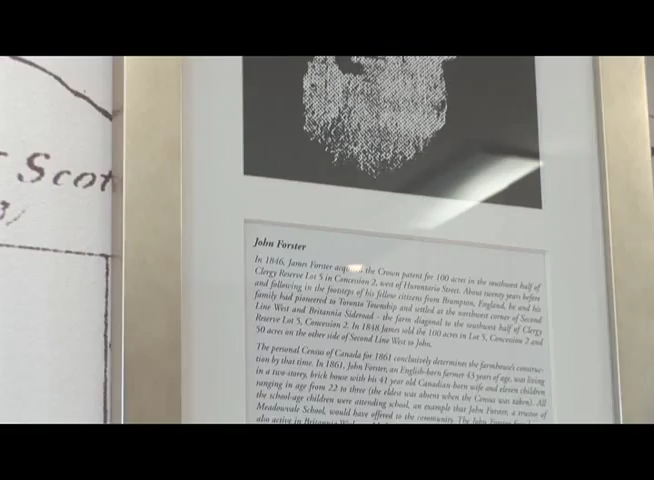 Scot
3)
John Forster
In 1846, James Forster acquired the Crown patent for 100 acres in the southwest half of
Clergy Reserve Lot 5 in Concession 2, west of Hurontario Street. About twenty years before
and following in the footsteps of his fellow citizens from Brampton, England, he and his
family had pioneered to Toronto Township and settled at the northwest corner of Second
Line West and Britannia Sideroad - the farm diagonal to the southwest half of Clergy
Reserve Lot 5, Concession 2. In 1848 James sold the 100 acres in Lot 5, Concession 2 and
50 acres on the other side of Second Line West to John.
The personal Census of Canada for 1861 conclusively determines the farmhouse's construc-
tion by that time. In 1861, John Forster, an English-born farmer 43 years of age, was living
in a two-storey, brick house with his 41 year old Canadian-born wife and eleven children
ranging in age from 22 to three (the eldest was absent when the Census was taken). All
the school-age children were attending school, an example that John Forster, a trustee of
Meadowvale School, would have offered to the community. The John Forster
also active in Britannia